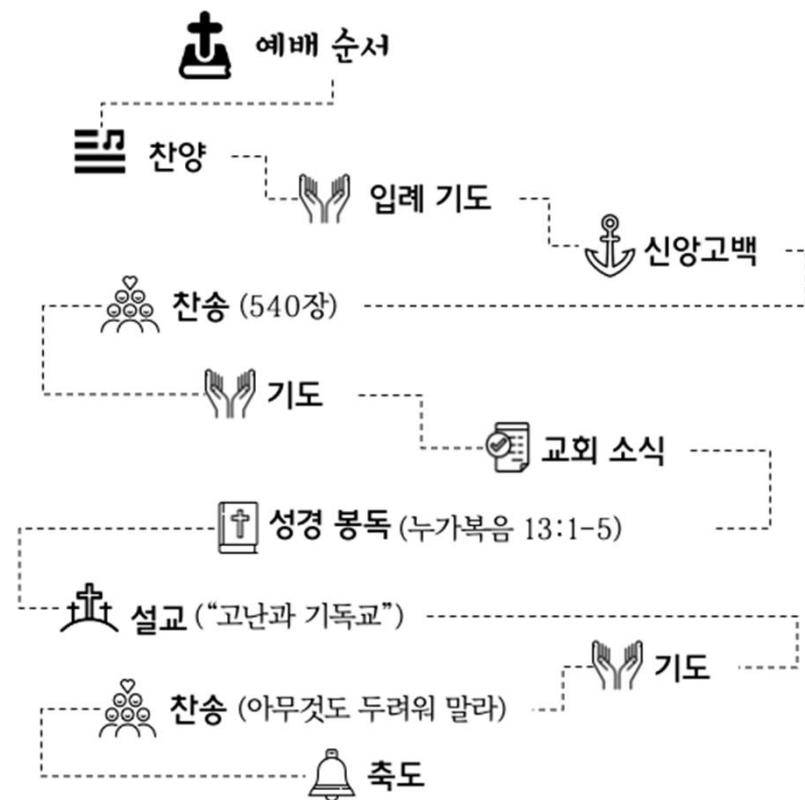 예배 순서
찬양
입례 기도
신앙고백
찬송 (540장)
기도
교회 소식
성경 봉독 (누가복음 13:1-5)
설교 (“고난과 기독교”)
기도
찬송 (아무것도 두려워 말라)
축도